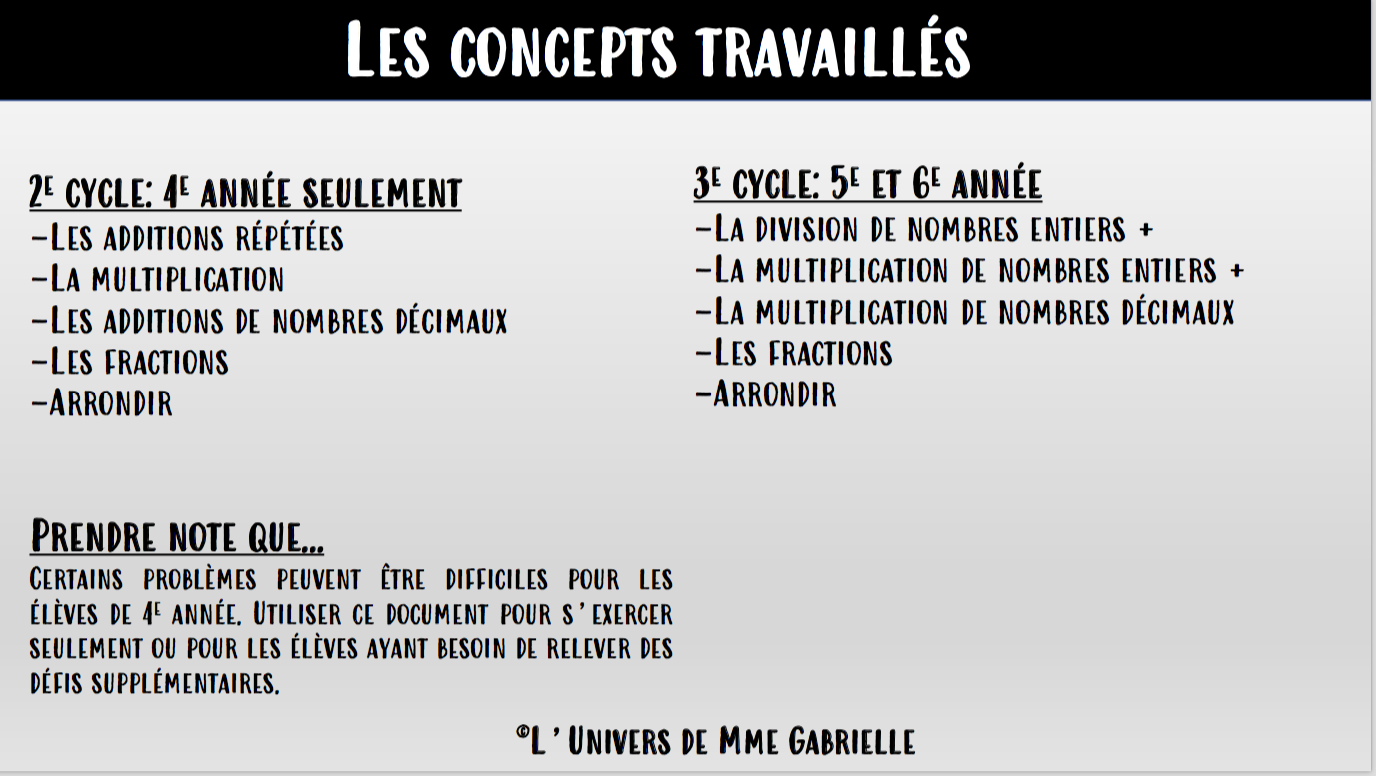 Les concepts travaillés
2e cycle: 4e année seulement
-Les additions répétées
-La multiplication
-Les additions de nombres décimaux
-Les fractions
-Arrondir
3e cycle: 5e et 6e année
-La division de nombres entiers +
-La multiplication de nombres entiers +
-La multiplication de nombres décimaux
-Les fractions
-Arrondir
Prendre note que...
Certains problèmes peuvent être difficiles pour les
élèves de 4e année. Utiliser ce document pour s'exercer
seulement ou pour les élèves ayant besoin de relever des
défis supplémentaires.
©L'Univers de Mme Gabrielle